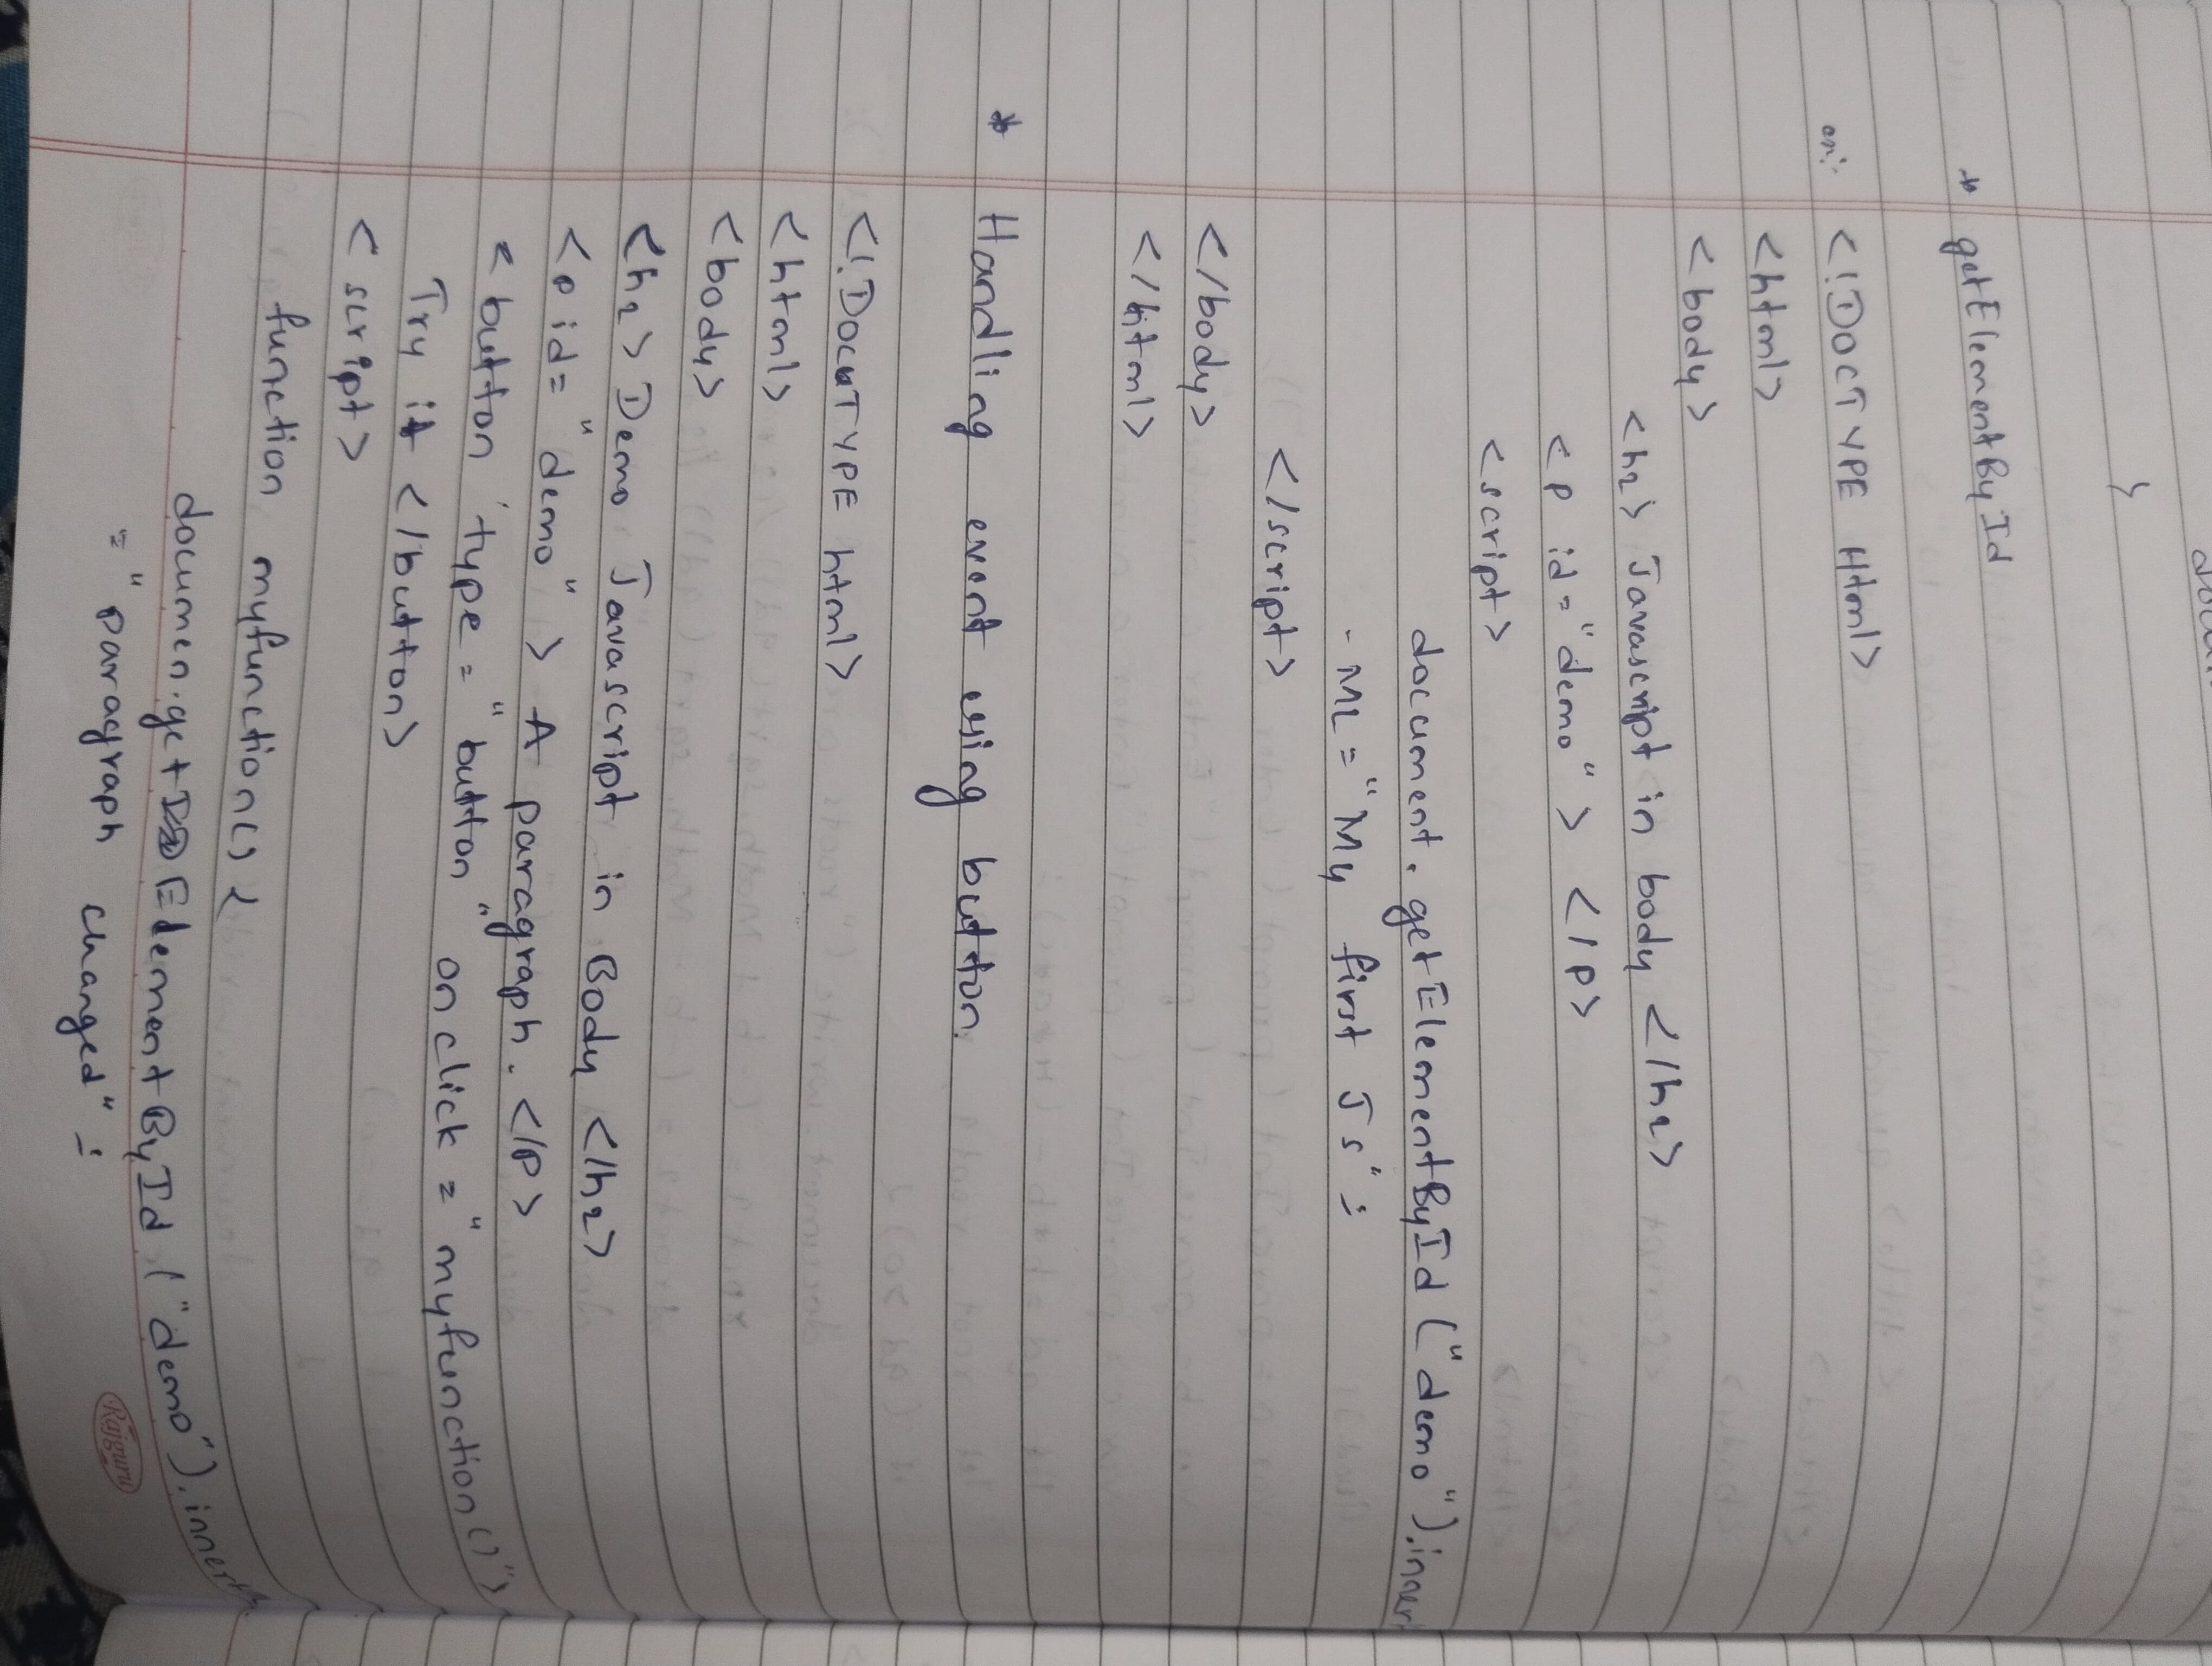 }
* getElementById
<!DOCTYPE Html>
<html>
<body>
<h2> Javascript in body </h2>
<p id="demo"> </p>
<script>
document.getElementById("demo").inner
- ML = "My first Js";
</script>
</body>
</html>
* Handling event using button.
<!DOCTYPE html>
<html>
<body>
<h2> Demo Javascript in Body </h2>
<p id="demo"> A paragraph. </p>
<button type="button" onclick="myfunction()">
Try it </button>
<script>
function myfunction() {
documen.getElementById("demo").inner
= "paragraph changed";
Rajguru